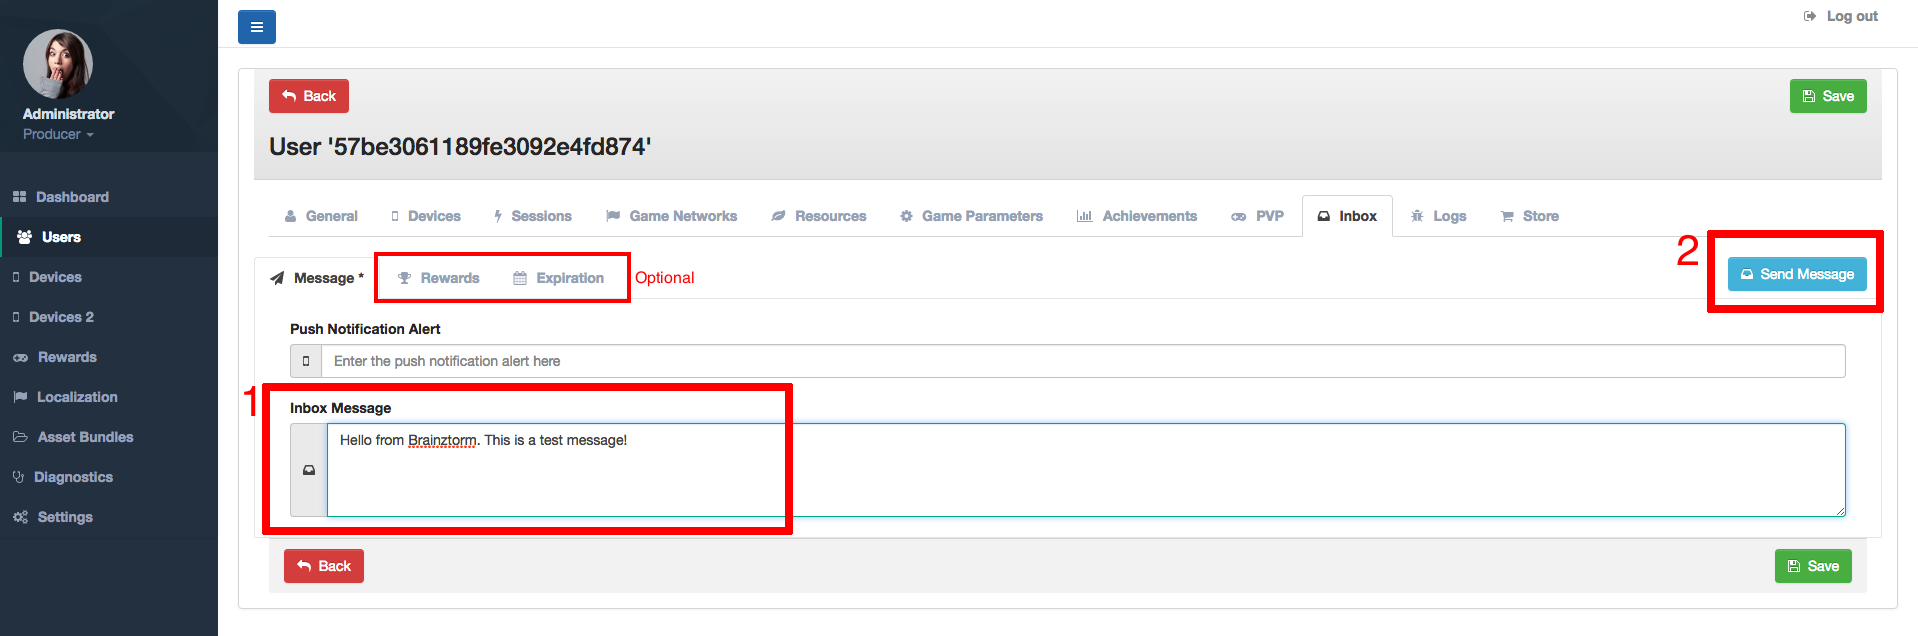 Log out
Administrator
Producer
Dashboard
Users
Devices
Devices 2
Rewards
Localization
Asset Bundles
Diagnostics
Settings
Back
Save
User '57be3061189fe3092e4fd874'
General Devices Sessions Game Networks Resources Game Parameters Achievements PVP Inbox Logs Store
Message * Rewards Expiration Optional 2 Send Message
Push Notification Alert
Enter the push notification alert here
1
Inbox Message
Hello from Brainztorm. This is a test message!
Back
Save